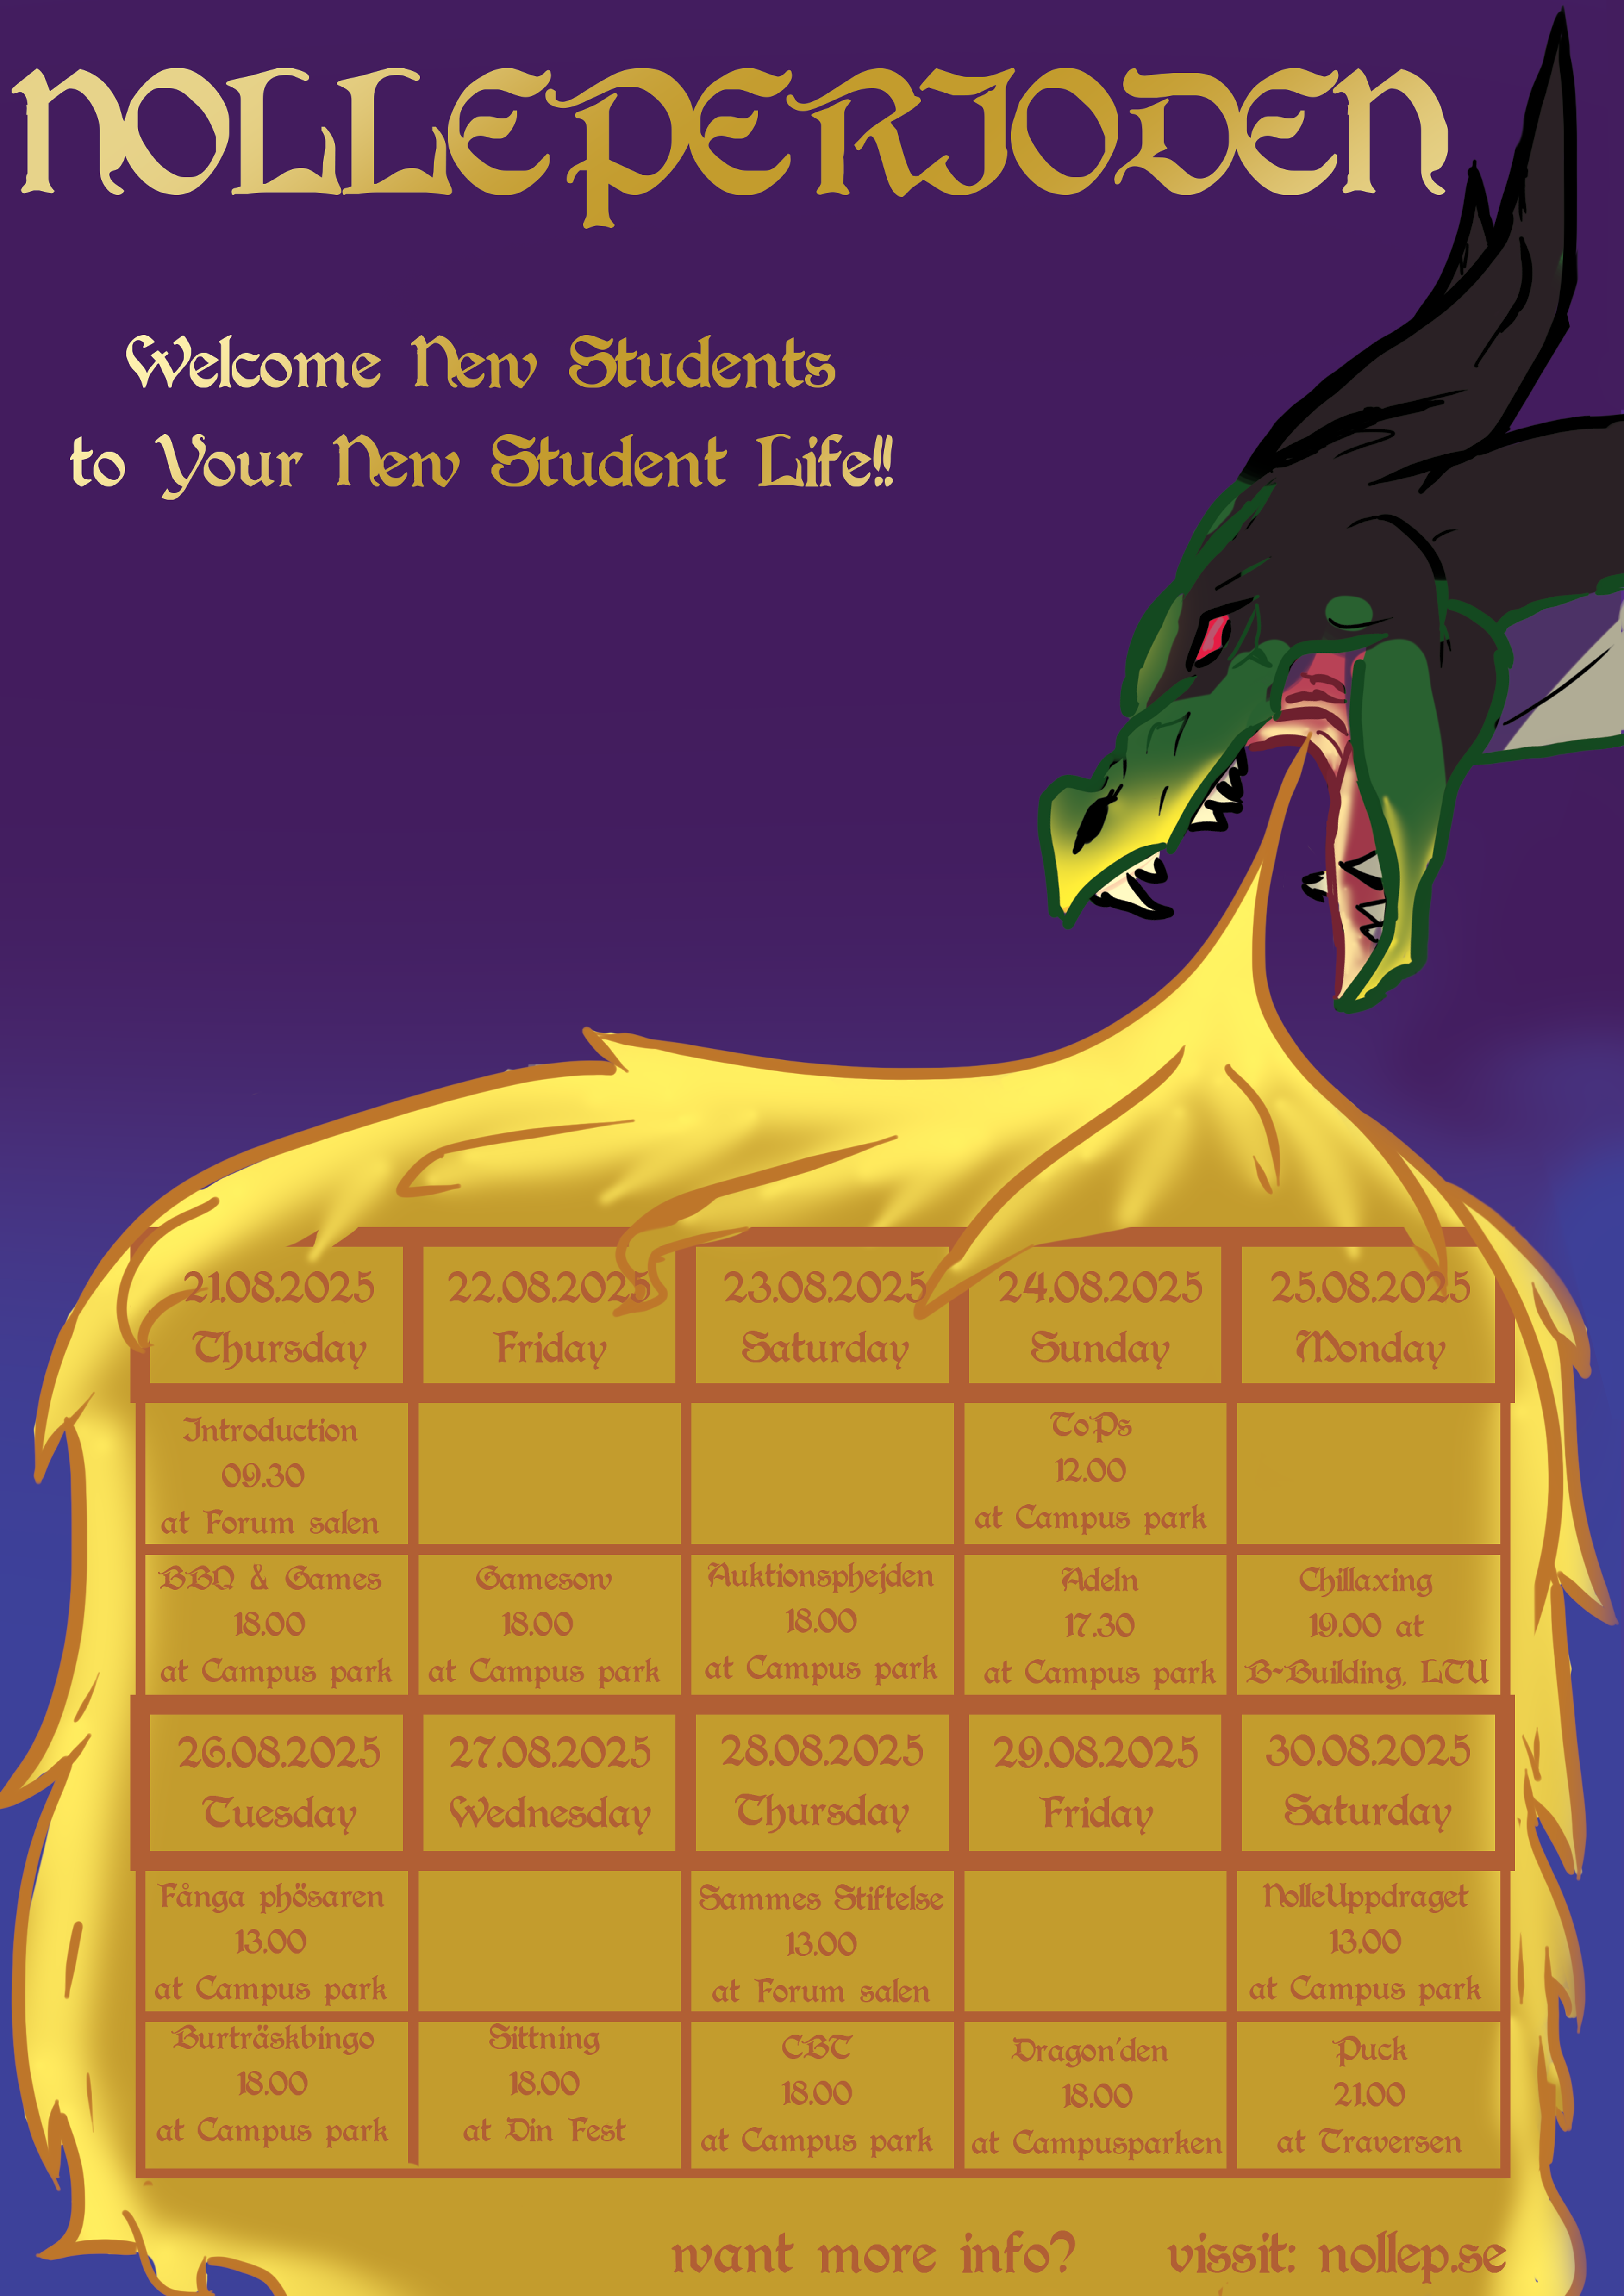 NOLLEPERIODEN
Welcome New Students
to Your New Student Life!!
21.08.2025
Thursday
22.08.2025
Friday
23.08.2025
Saturday
24.08.2025
Sunday
25.08.2025
Monday
Introduction
09.30
at Forum salen
ToPs
12.00
at Campus park
BBQ & Games
18.00
at Campus park
Gamesow
18.00
at Campus park
Auktionsphejden
18.00
at Campus park
Adeln
17.30
at Campus park
Chillaxing
19.00 at
B-Building, LTU
26.08.2025
Tuesday
27.08.2025
Wednesday
28.08.2025
Thursday
29.08.2025
Friday
30.08.2025
Saturday
Fånga phösaren
13.00
at Campus park
Sammes Stiftelse
13.00
at Forum salen
NolleUppdraget
13.00
at Campus park
Burträskbingo
18.00
at Campus park
Sittning
18.00
at Din Fest
CBT
18.00
at Campus park
Dragon'den
18.00
at Campusparken
Puck
21.00
at Traversen
want more info? vissit: nollep.se